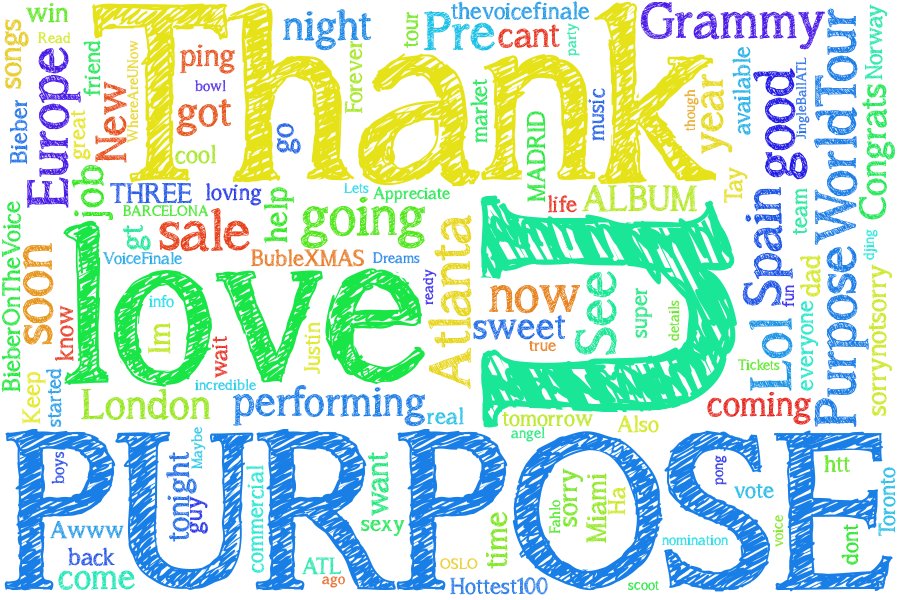 win
songs
Read
friend
night
tour
thevoicefinale
Pre
cant
party
Grammy
Norway
Thank
ping
bowl
WhereAreUNow
Forever
Europe
great
New
got
go
cool
market
music
MADRID
though
year
available
good
JingleBallATL
PurposeWorldTour
Congrats
Bieber
job
THREE
loving
Lets
Appreciate
life
ALBUM
Tay
BARCELONA
help
going
gt
sale
VoiceFinale
BubleXMAS
Dreams
Atlanta
U
Spain
team
djing
BieberOnTheVoice
soon
love
info
Im
ready
now
See
super
details
sweet
true
fun
dad
know
wait
Justin
incredible
Lol
Tickets
everyone
sorrynotsorry
Keep
started
London
performing
real
tomorrow
angel
Also
coming
PURPOSE
boys
tonight
guy
Maybe
commercial
want
sexy
time
Fahlo
sorry
Miami
Ha
pong
vote
voice
htt
dont
Toronto
Awww
back
come
ATL
ago
OSLO
Hottest100
nomination
scoot